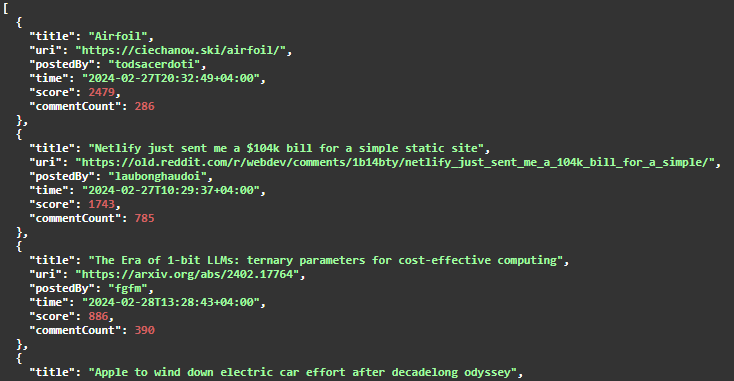 [
  {
    "title": "Airfoil",
    "uri": "https://ciechanow.ski/airfoil/",
    "postedBy": "todsacerdoti",
    "time": "2024-02-27T20:32:49+04:00",
    "score": 2479,
    "commentCount": 286
  },
  {
    "title": "Netlify just sent me a $104k bill for a simple static site",
    "uri": "https://old.reddit.com/r/webdev/comments/1b14bty/netlify_just_sent_me_a_104k_bill_for_a_simple/",
    "postedBy": "laubonghaudoi",
    "time": "2024-02-27T10:29:37+04:00",
    "score": 1743,
    "commentCount": 785
  },
  {
    "title": "The Era of 1-bit LLMs: ternary parameters for cost-effective computing",
    "uri": "https://arxiv.org/abs/2402.17764",
    "postedBy": "fgfm",
    "time": "2024-02-28T13:28:43+04:00",
    "score": 886,
    "commentCount": 390
  },
  {
    "title": "Apple to wind down electric car effort after decadelong odyssey",